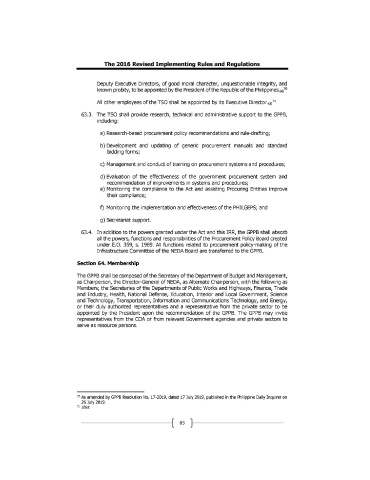 The 2016 Revised Implementing Rules and Regulations
Deputy Executive Directors, of good moral character, unquestionable integrity, and
known probity, to be appointed by the President of the Republic of the Philippines.
All other employees of the TSO shall be appointed by its Executive Director.
63.3. The TSO shall provide research, technical and administrative support to the GPPB,
including:
a) Research-based procurement policy recommendations and rule-drafting;
b) Development and updating of generic procurement manuals and standard
bidding forms;
c) Management and conduct of training on procurement systems and procedures;
d) Evaluation of the effectiveness of the government procurement system and
recommendation of improvements in systems and procedures;
e) Monitoring the compliance to the Act and assisting Procuring Entities improve
their compliance;
f) Monitoring the implementation and effectiveness of the PHILGEPS; and
g) Secretariat support.
63.4. In addition to the powers granted under the Act and this IRR, the GPPB shall absorb
all the powers, functions and responsibilities of the Procurement Policy Board created
under E.O. 359, s. 1989. All functions related to procurement policy-making of the
Infrastructure Committee of the NEDA Board are transferred to the GPPB.
Section 64. Membership
The GPPB shall be composed of the Secretary of the Department of Budget and Management,
as Chairperson, the Director-General of NEDA, as Alternate Chairperson, with the following as
Members; the Secretaries of the Departments of Public Works and Highways, Finance, Trade
and Industry, Health, National Defense, Education, Interior and Local Government, Science
and Technology, Transportation, Information and Communications Technology, and Energy,
or their duly authorized representatives and a representative from the private sector to be
appointed by the President upon the recommendation of the GPPB. The GPPB may invite
representatives from the COA or from relevant Government agencies and private sectors to
serve as resource persons.
As amended by GPPB Resolution No. 17-2019, dated 17 July 2019, published in the Philippine Daily Inquirer on
26 July 2019
Ibid.
83